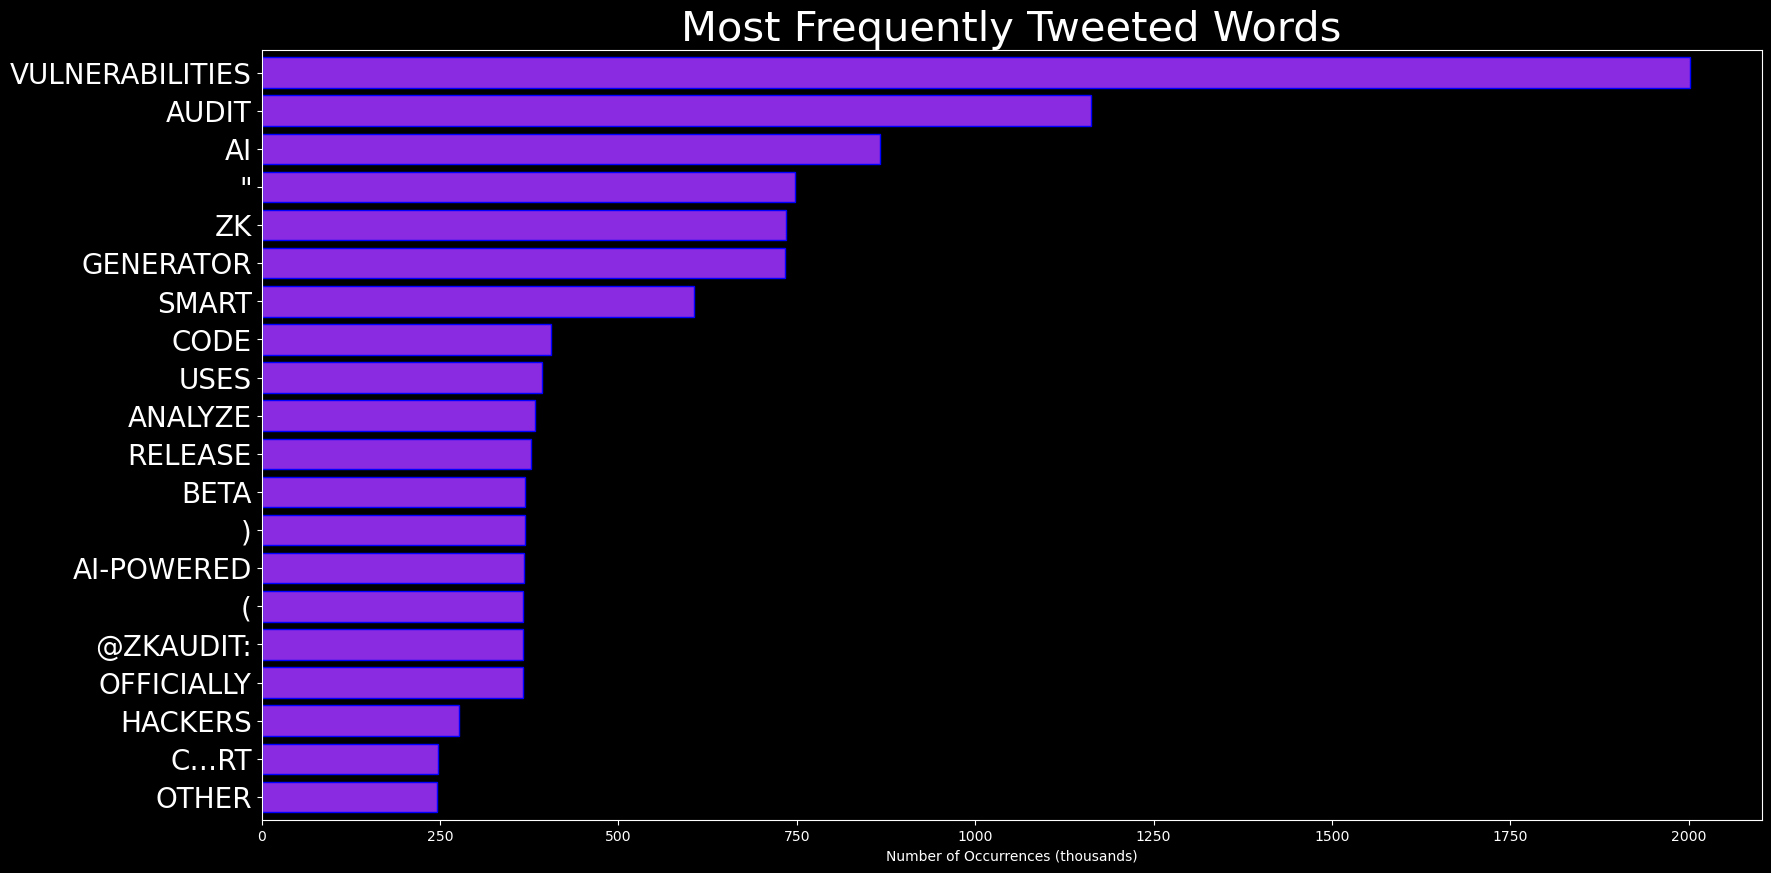 Most Frequently Tweeted Words
VULNERABILITIES
AUDIT
AI
"
ZK
GENERATOR
SMART
CODE
USES
ANALYZE
RELEASE
BETA
)
AI-POWERED
(
@ZKAUDIT:
OFFICIALLY
HACKERS
C…RT
OTHER
0 250 500 750 1000 1250 1500 1750 2000
Number of Occurrences (thousands)